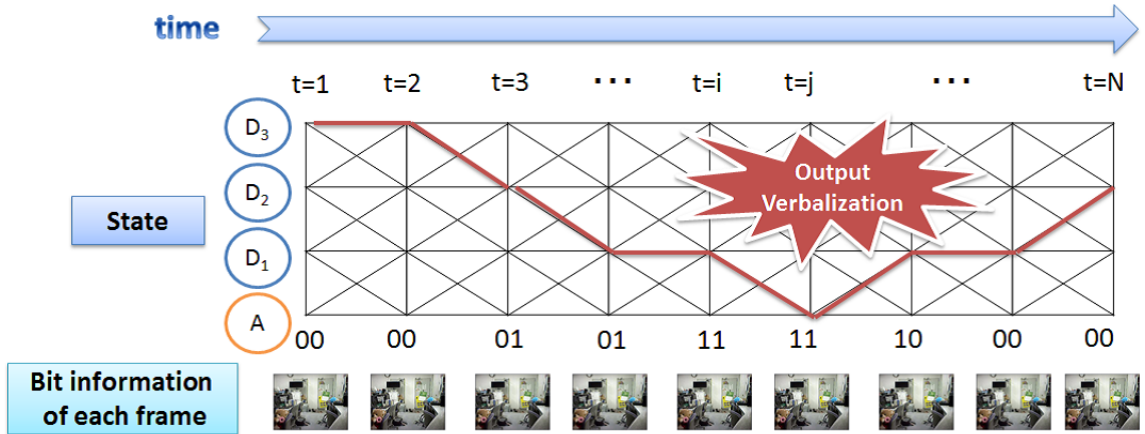 time
t=1 t=2 t=3 ... t=i t=j ... t=N
D3
D2
D1
A
State
Output
Verbalization
00 00 01 01 11 11 10 00 00
Bit information
of each frame